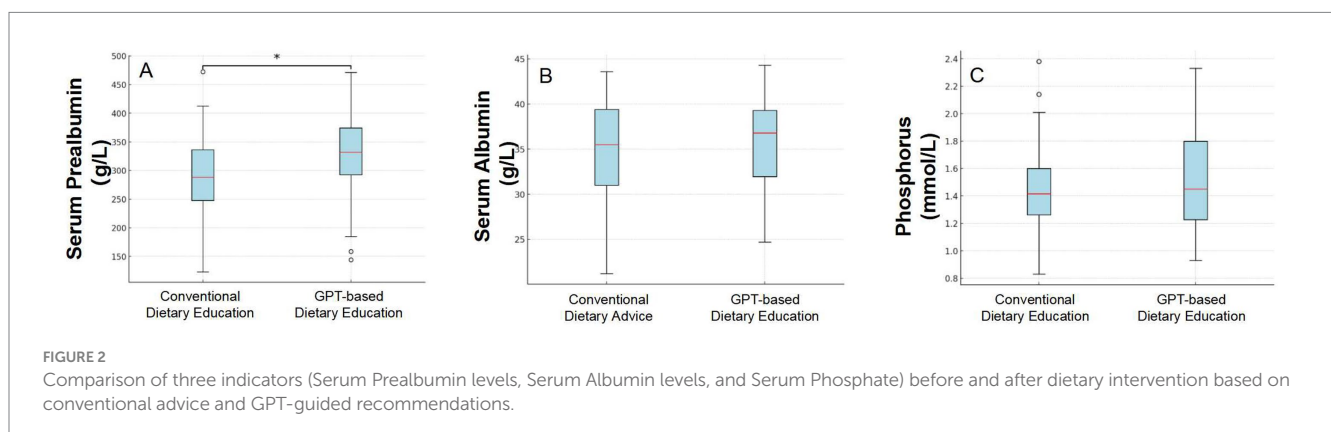 A
*
Serum Prealbumin
(g/L)
500
450
400
350
300
250
200
150
Conventional
Dietary Education
GPT-based
Dietary Education
B
Serum Albumin
(g/L)
45
40
35
30
25
Conventional
Dietary Advice
GPT-based
Dietary Education
C
Phosphorus
(mmol/L)
2.4
2.2
2.0
1.8
1.6
1.4
1.2
1.0
0.8
Conventional
Dietary Education
GPT-based
Dietary Education
FIGURE 2
Comparison of three indicators (Serum Prealbumin levels, Serum Albumin levels, and Serum Phosphate) before and after dietary intervention based on
conventional advice and GPT-guided recommendations.